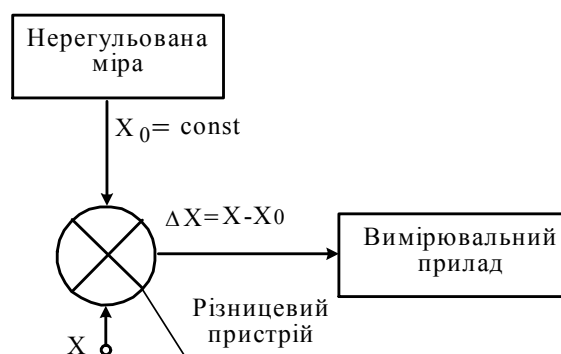 Нерегульована
міра
X₀= const
ΔX=X-X0
Вимірювальний
прилад
Різницевий
пристрій
X